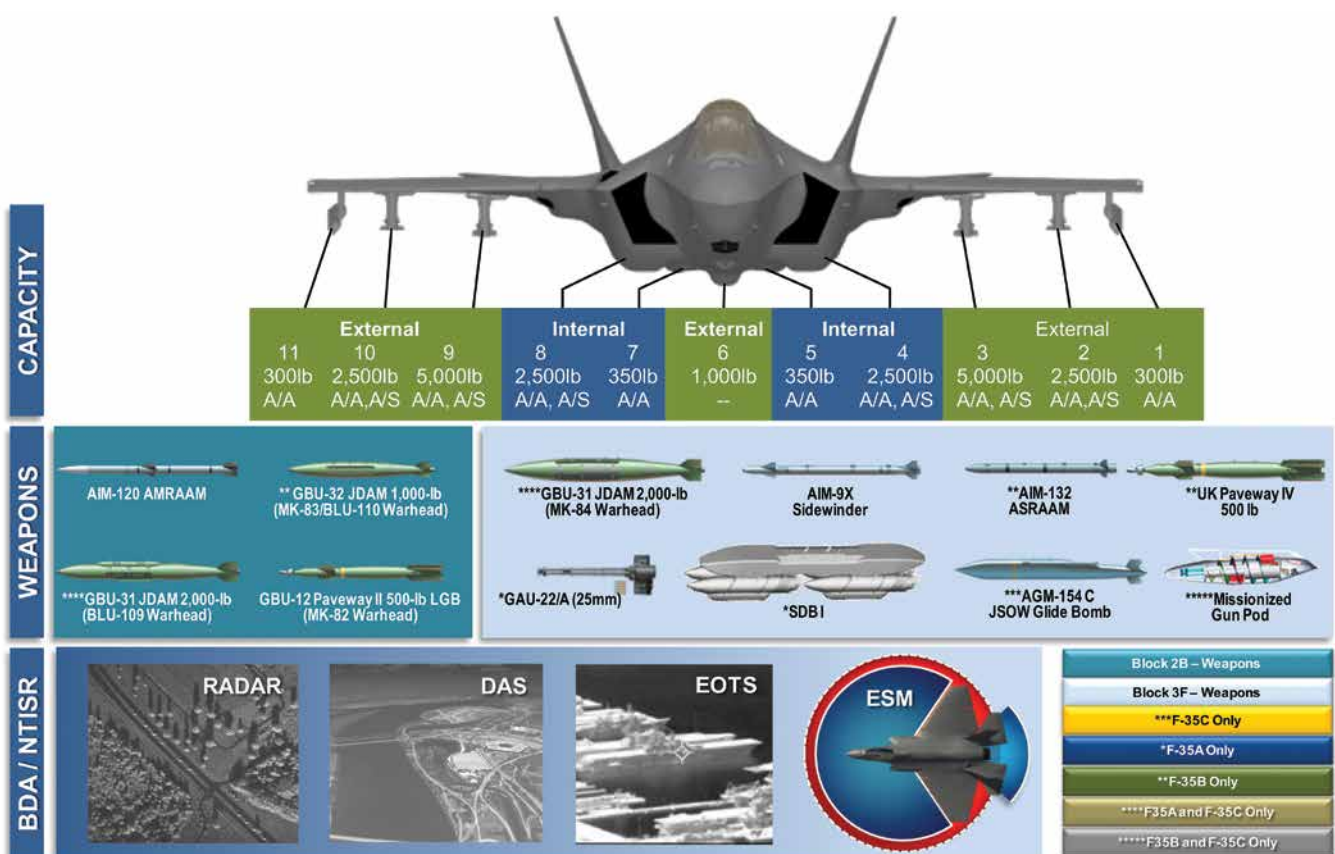 CAPACITY
External
11 10 9
300lb 2,500lb 5,000lb
A/A A/A,A/S A/A, A/S
Internal
8 7
2,500lb 350lb
A/A, A/S A/A
External
6
1,000lb
--
Internal
5 4
350lb 2,500lb
A/A A/A, A/S
External
3 2 1
5,000lb 2,500lb 300lb
A/A, A/S A/A,A/S A/A
WEAPONS
AIM-120 AMRAAM
**GBU-32 JDAM 1,000-lb
(MK-83/BLU-110 Warhead)
****GBU-31 JDAM 2,000-lb
(BLU-109 Warhead)
GBU-12 Paveway II 500-lb LGB
(MK-82 Warhead)
****GBU-31 JDAM 2,000-lb
(MK-84 Warhead)
AIM-9X
Sidewinder
**AIM-132
ASRAAM
**UK Paveway IV
500 lb
*GAU-22/A (25mm)
*SDB I
***AGM-154 C
JSOW Glide Bomb
*****Missionized
Gun Pod
BDA / NTISR
RADAR
DAS
EOTS
ESM
Block 2B – Weapons
Block 3F – Weapons
***F-35C Only
*F-35A Only
**F-35B Only
****F35A and F-35C Only
*****F35B and F-35C Only